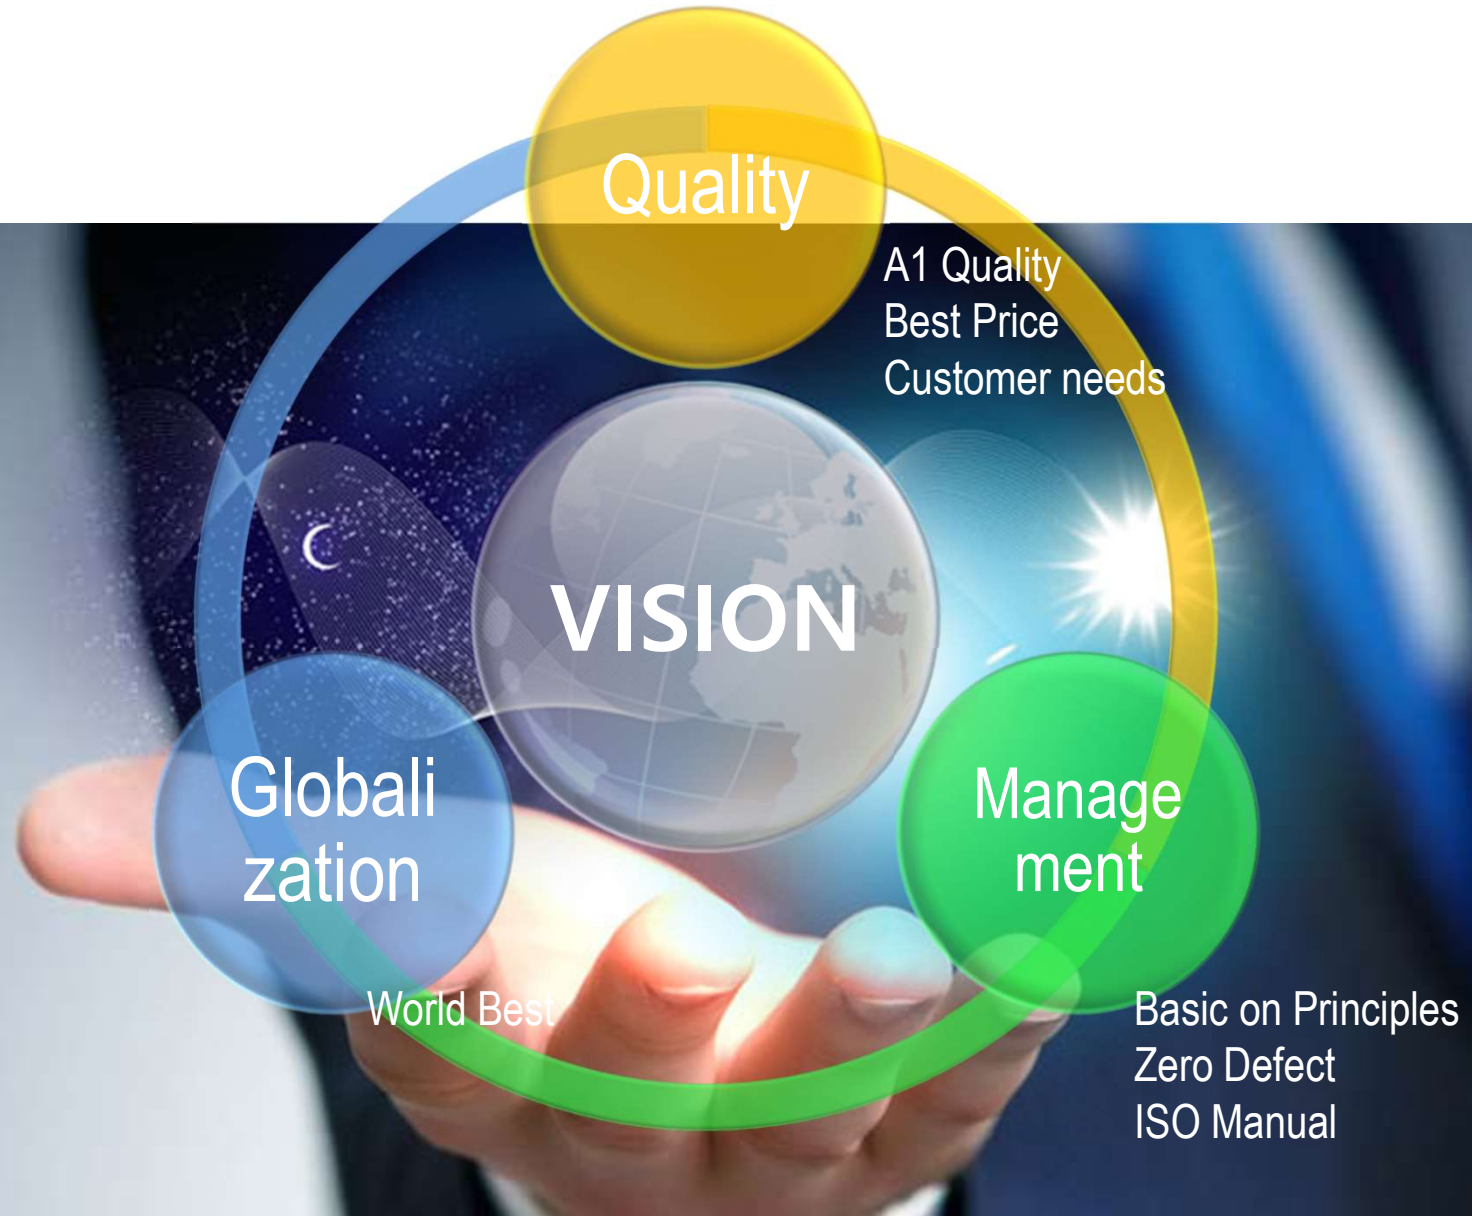 Quality
A1 Quality
Best Price
Customer needs
VISION
Globali
zation
World Best
Manage
ment
Basic on Principles
Zero Defect
ISO Manual